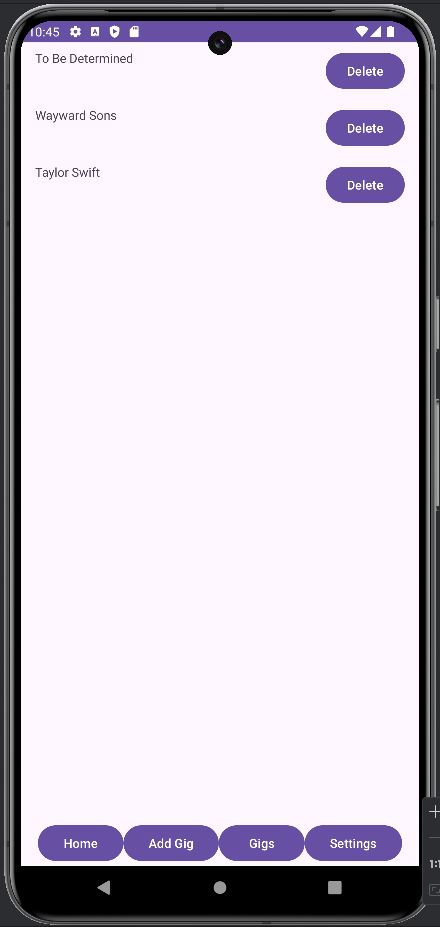 10:45
To Be Determined
Delete
Wayward Sons
Delete
Taylor Swift
Delete
Home Add Gig Gigs Settings